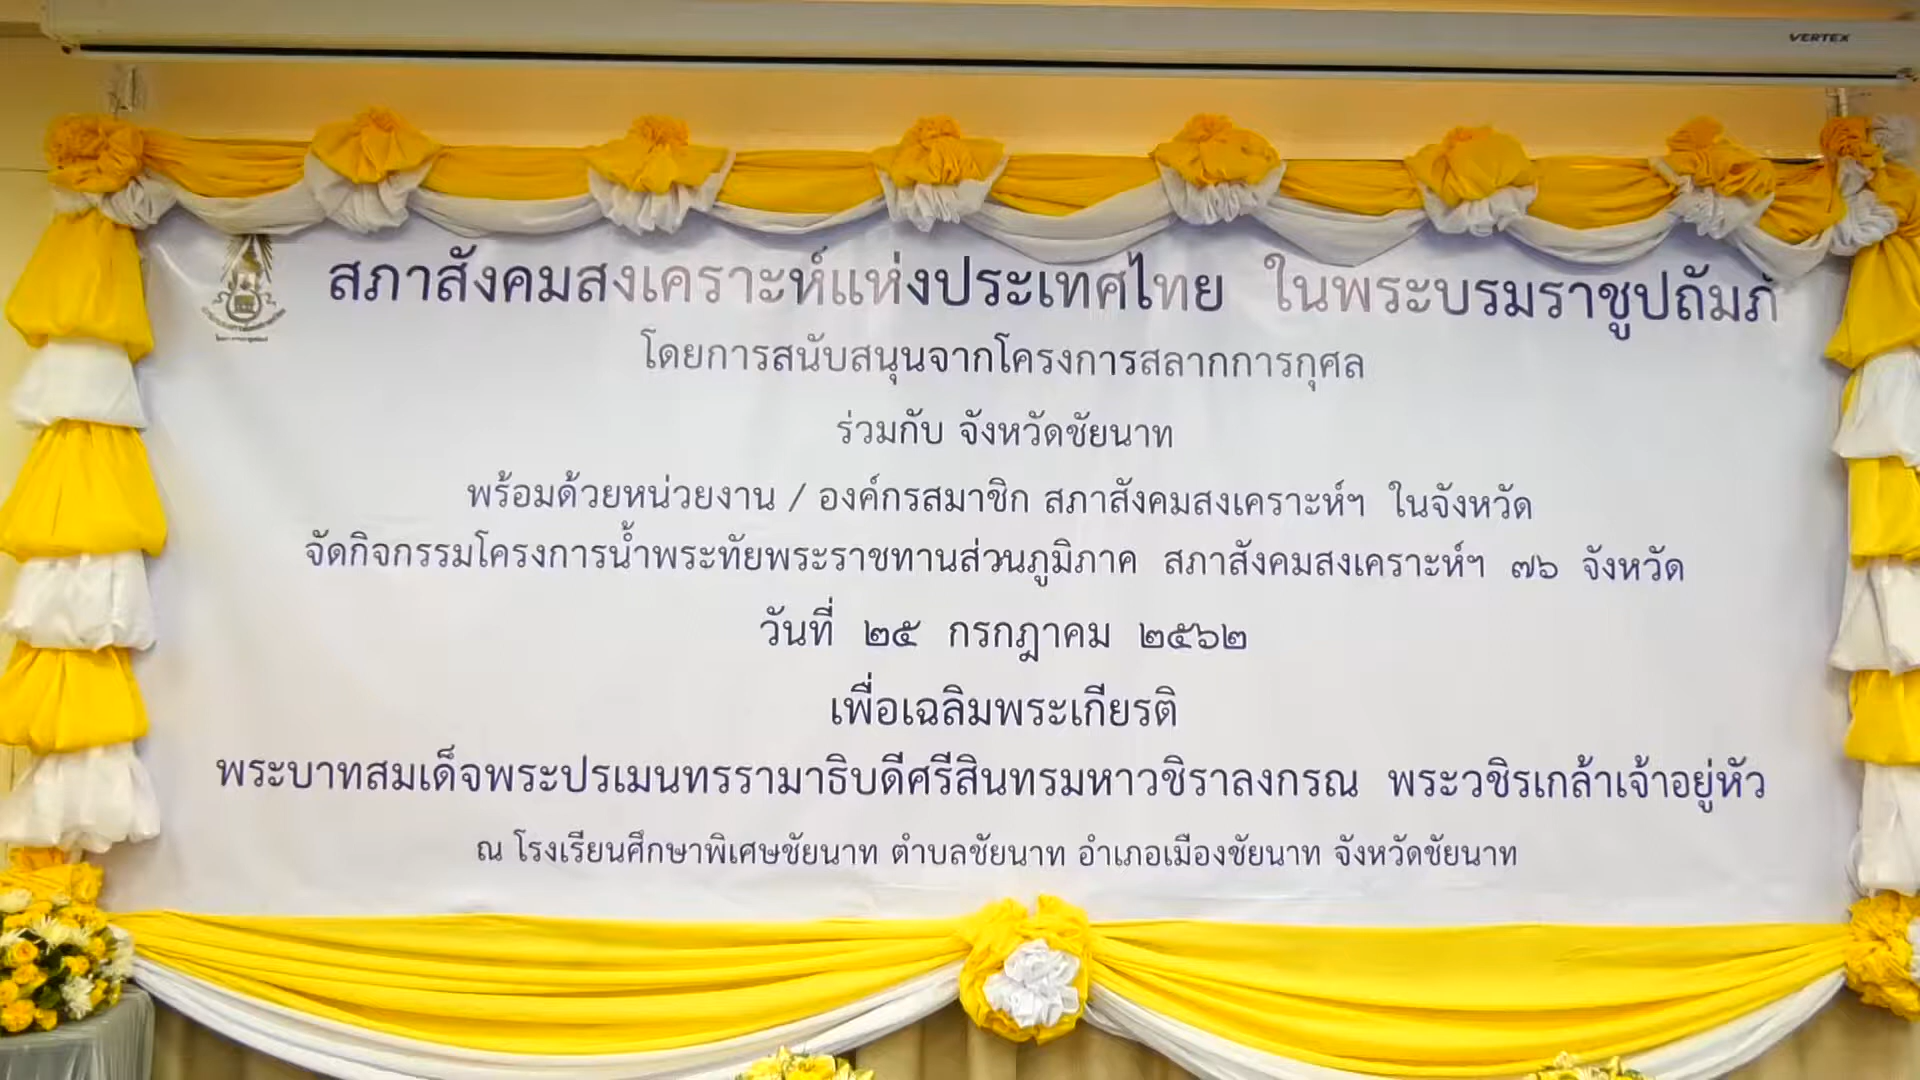 VERTEX
สภาสังคมสงเคราะห์แห่งประเทศไทย ในพระบรมราชูปถัมภ์
โดยการสนับสนุนจากโครงการสลากการกุศล
ร่วมกับ จังหวัดชัยนาท
พร้อมด้วยหน่วยงาน / องค์กรสมาชิก สภาสังคมสงเคราะห์ฯ ในจังหวัด
จัดกิจกรรมโครงการน้ำพระทัยพระราชทานส่วนภูมิภาค สภาสังคมสงเคราะห์ฯ ๗๖ จังหวัด
วันที่ ๒๕ กรกฎาคม ๒๕๖๒
เพื่อเฉลิมพระเกียรติ
พระบาทสมเด็จพระปรเมนทรรามาธิบดีศรีสินทรมหาวชิราลงกรณ พระวชิรเกล้าเจ้าอยู่หัว
ณ โรงเรียนศึกษาพิเศษชัยนาท ตำบลชัยนาท อำเภอเมืองชัยนาท จังหวัดชัยนาท